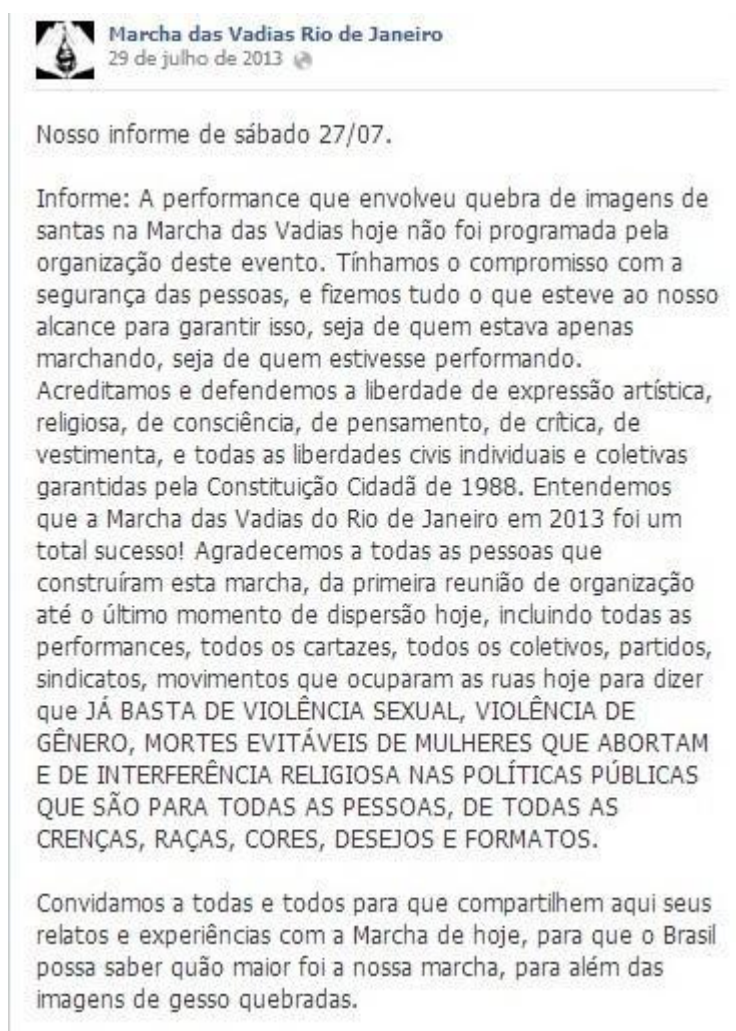 Marcha das Vadias Rio de Janeiro
29 de julho de 2013
Nosso informe de sábado 27/07.
Informe: A performance que envolveu quebra de imagens de
santas na Marcha das Vadias hoje não foi programada pela
organização deste evento. Tínhamos o compromisso com a
segurança das pessoas, e fizemos tudo o que esteve ao nosso
alcance para garantir isso, seja de quem estava apenas
marchando, seja de quem estivesse performando.
Acreditamos e defendemos a liberdade de expressão artística,
religiosa, de consciência, de pensamento, de crítica, de
vestimenta, e todas as liberdades civis individuais e coletivas
garantidas pela Constituição Cidadã de 1988. Entendemos
que a Marcha das Vadias do Rio de Janeiro em 2013 foi um
total sucesso! Agradecemos a todas as pessoas que
construíram esta marcha, da primeira reunião de organização
até o último momento de dispersão hoje, incluindo todas as
performances, todos os cartazes, todos os coletivos, partidos,
sindicatos, movimentos que ocuparam as ruas hoje para dizer
que JÁ BASTA DE VIOLÊNCIA SEXUAL, VIOLÊNCIA DE
GÊNERO, MORTES EVITÁVEIS DE MULHERES QUE ABORTAM
E DE INTERFERÊNCIA RELIGIOSA NAS POLÍTICAS PÚBLICAS
QUE SÃO PARA TODAS AS PESSOAS, DE TODAS AS
CRENÇAS, RAÇAS, CORES, DESEJOS E FORMATOS.
Convidamos a todas e todos para que compartilhem aqui seus
relatos e experiências com a Marcha de hoje, para que o Brasil
possa saber quão maior foi a nossa marcha, para além das
imagens de gesso quebradas.